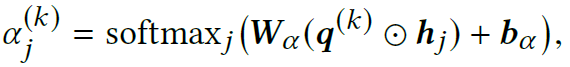 α_j^{(k)} = softmax_j(W_α(q^{(k)} ⊙ h_j) + b_α),